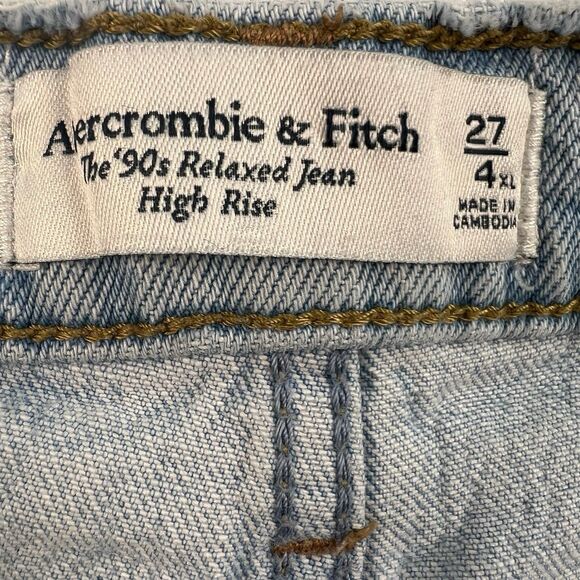 Abercrombie & Fitch
The '90s Relaxed Jean
High Rise
27
4XL
MADE IN
CAMBODIA